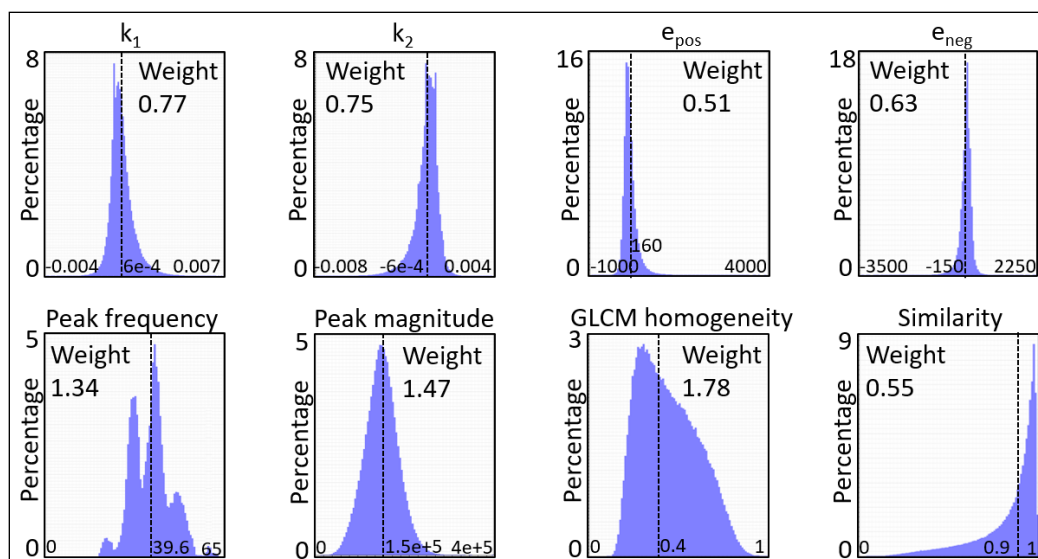 k1
8
Weight
0.77
Percentage
0
-0.004 6e-4 0.007
k2
8
Weight
0.75
Percentage
0
-0.008 -6e-4 0.004
epos
16
Weight
0.51
Percentage
160
0
-1000 4000
eneg
18
Weight
0.63
Percentage
0
-3500 -150 2250
Peak frequency
5
Weight
1.34
Percentage
0
0 39.6 65
Peak magnitude
5
Weight
1.47
Percentage
0
0 1.5e+5 4e+5
GLCM homogeneity
3
Weight
1.78
Percentage
0
0 0.4 1
Similarity
9
Weight
0.55
Percentage
0
0.9 1